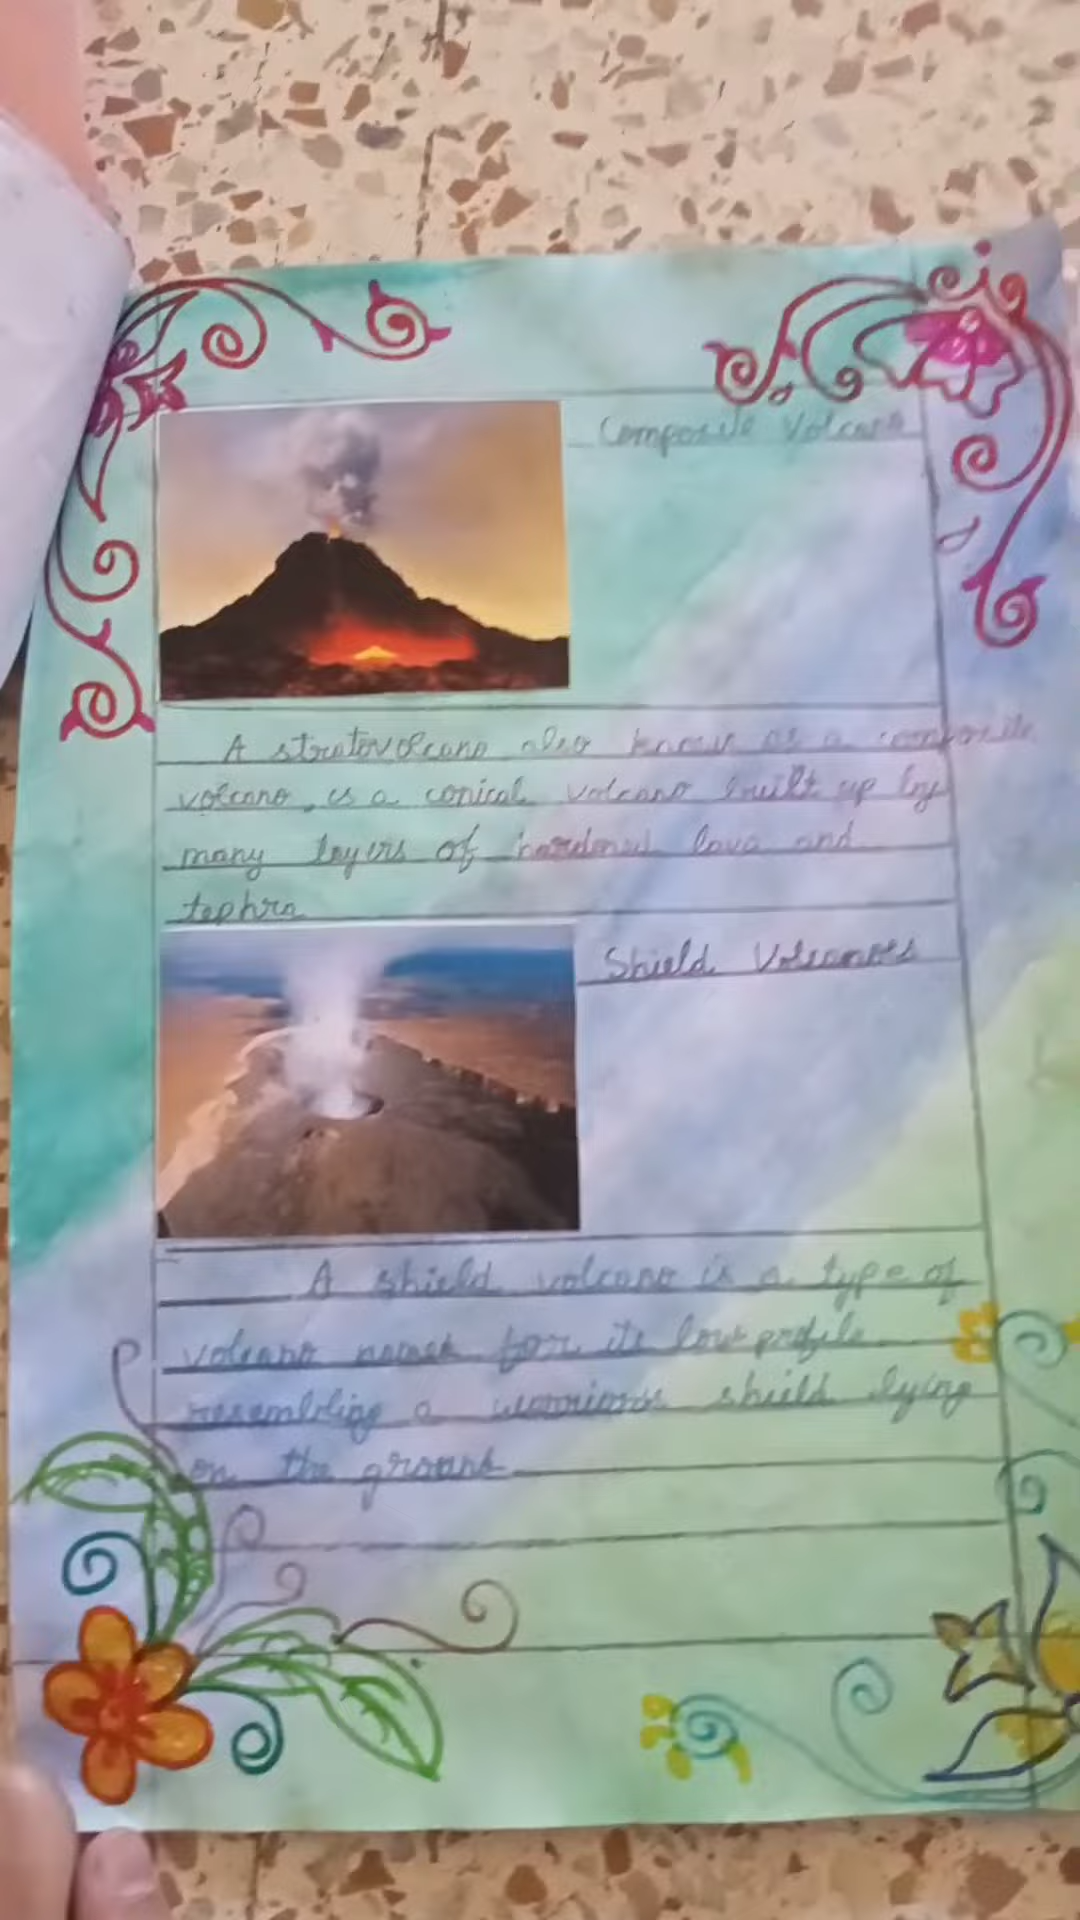 Composite Volcano
A stratovolcano also known as a composite
volcano, is a conical volcano built up by
many layers of hardened lava and
tephra
Shield Volcanoes
A shield volcano is a type of
volcano named for its low profile
resembling a warriors shield lying
on the ground